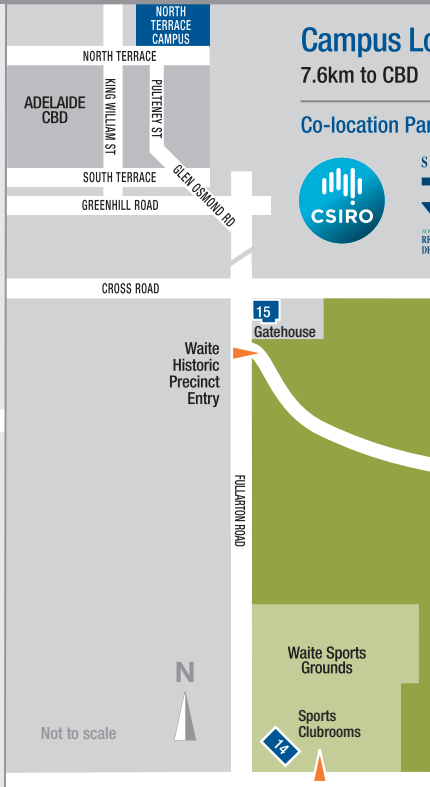 NORTH
TERRACE
CAMPUS
NORTH TERRACE
ADELAIDE
CBD
KING WILLIAM ST
PULTENEY ST
SOUTH TERRACE
GLEN OSMOND RD
GREENHILL ROAD
CROSS ROAD
Campus Lo
7.6km to CBD
Co-location Par
CSIRO
S
15
Gatehouse
Waite
Historic
Precinct
Entry
FULLARTON ROAD
Waite Sports
Grounds
Sports
Clubrooms
14
N
Not to scale